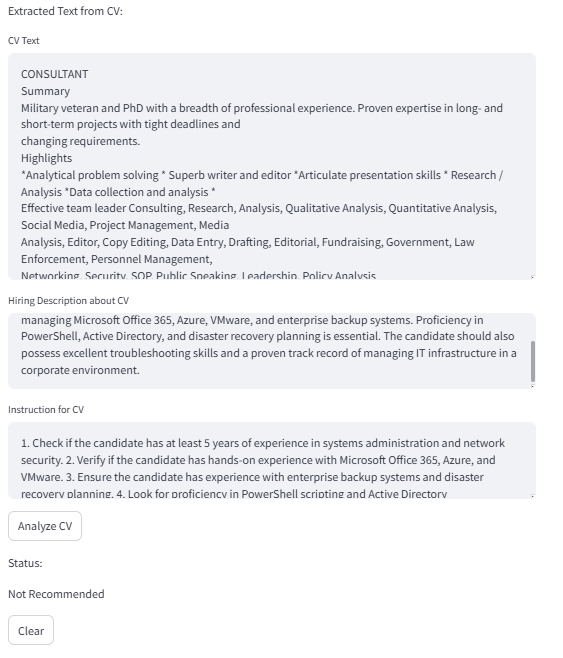 Extracted Text from CV:
CV Text
CONSULTANT
Summary
Military veteran and PhD with a breadth of professional experience. Proven expertise in long- and
short-term projects with tight deadlines and
changing requirements.
Highlights
*Analytical problem solving * Superb writer and editor *Articulate presentation skills * Research /
Analysis *Data collection and analysis *
Effective team leader Consulting, Research, Analysis, Qualitative Analysis, Quantitative Analysis,
Social Media, Project Management, Media
Analysis, Editor, Copy Editing, Data Entry, Drafting, Editorial, Fundraising, Government, Law
Enforcement, Personnel Management,
Networking, Security, SOP, Public Speaking, Leadership, Policy Analysis
Hiring Description about CV
managing Microsoft Office 365, Azure, VMware, and enterprise backup systems. Proficiency in
PowerShell, Active Directory, and disaster recovery planning is essential. The candidate should also
possess excellent troubleshooting skills and a proven track record of managing IT infrastructure in a
corporate environment.
Instruction for CV
1. Check if the candidate has at least 5 years of experience in systems administration and network
security. 2. Verify if the candidate has hands-on experience with Microsoft Office 365, Azure, and
VMware. 3. Ensure the candidate has experience with enterprise backup systems and disaster
recovery planning. 4. Look for proficiency in PowerShell scripting and Active Directory
Analyze CV
Status:
Not Recommended
Clear